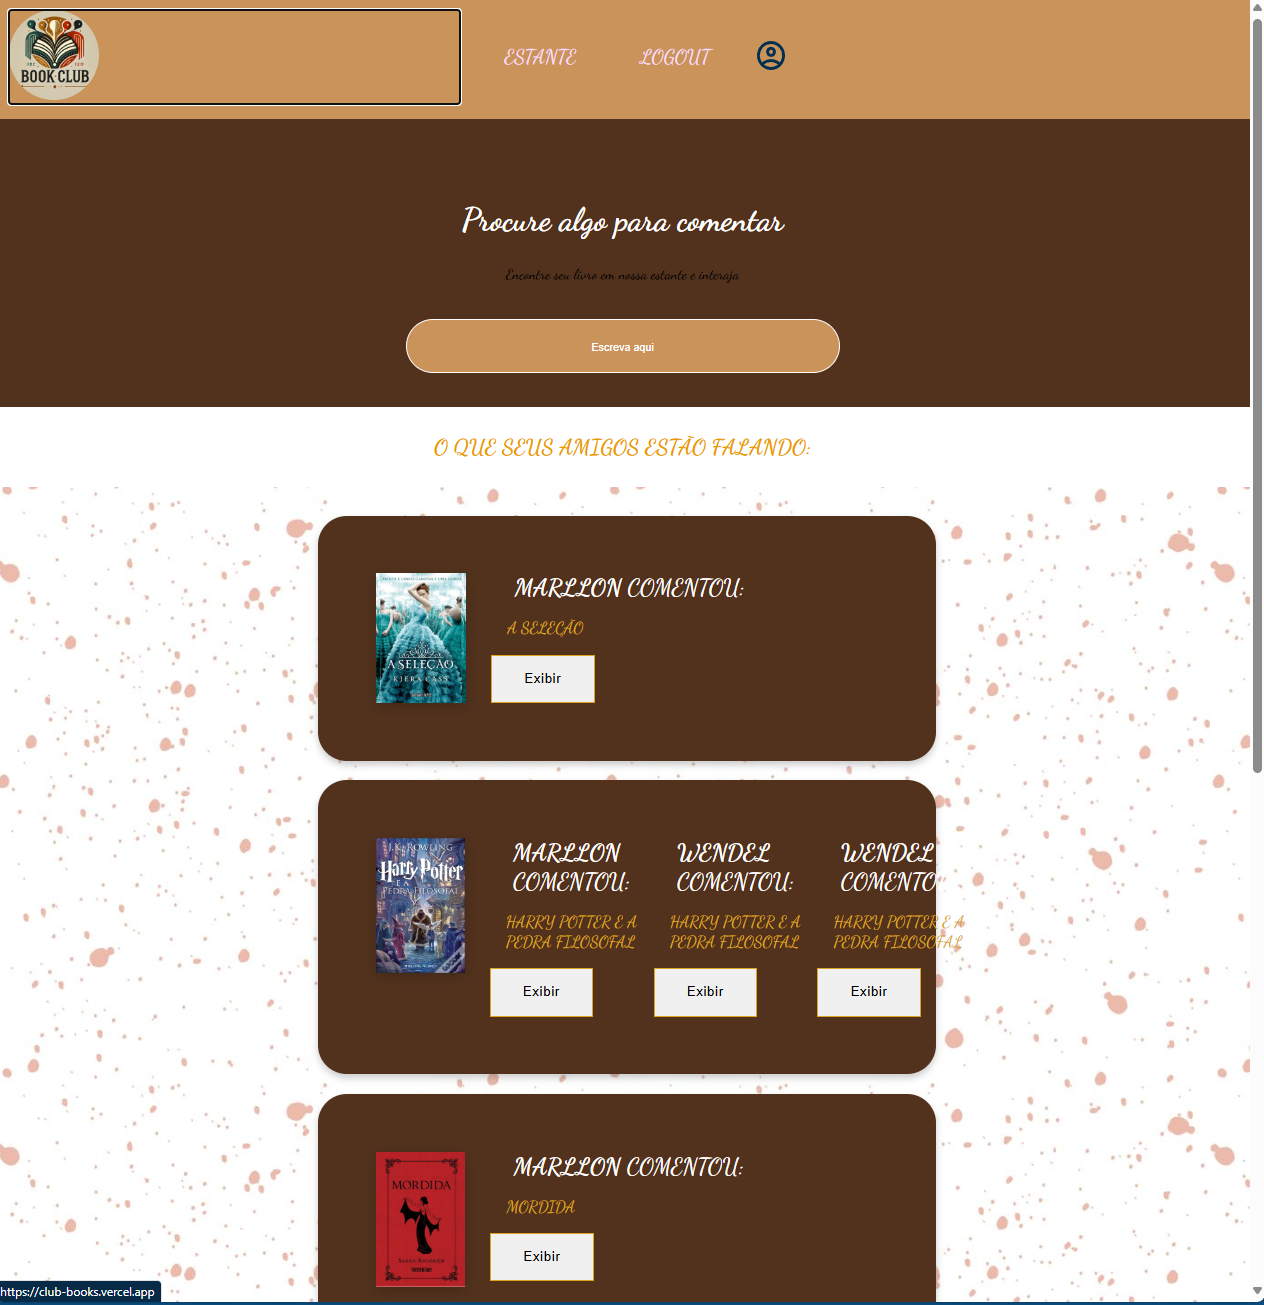 BOOK CLUB
ESTANTE
LOGOUT
Procure algo para comentar
Encontre seu livro em nossa estante e interaja
Escreva aqui
O QUE SEUS AMIGOS ESTÃO FALANDO:
A SELEÇÃO
KIERA CASS
MARLLON COMENTOU:
A SELEÇÃO
Exibir
J.K. ROWLING
Harry Potter
E A
PEDRA FILOSOFAL
MARLLON
COMENTOU:
HARRY POTTER E A
PEDRA FILOSOFAL
Exibir
WENDEL
COMENTOU:
HARRY POTTER E A
PEDRA FILOSOFAL
Exibir
WENDEL
COMENTO
HARRY POTTER E A
PEDRA FILOSOFAL
Exibir
MORDIDA
SARAH ANDERSEN
MARLLON COMENTOU:
MORDIDA
Exibir
https://club-books.vercel.app